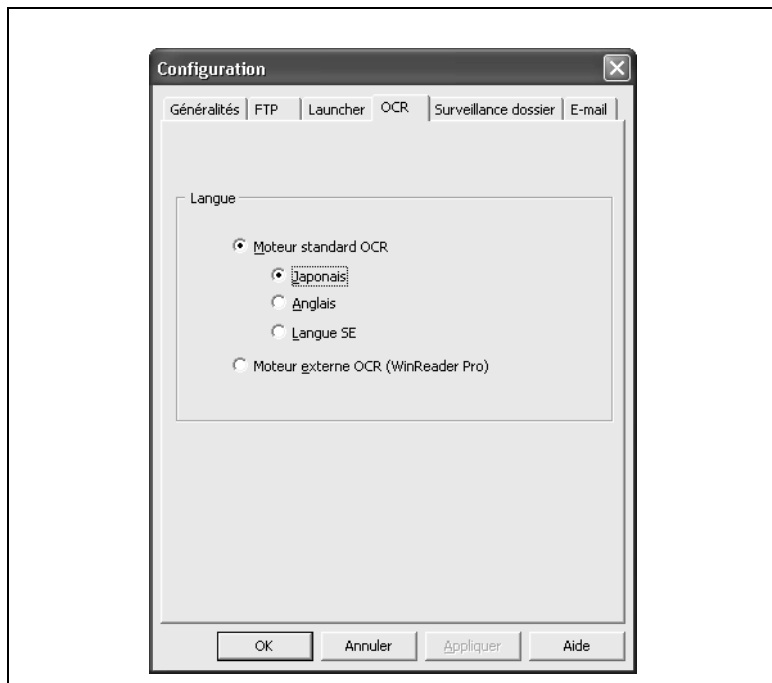 Configuration
Généralités FTP Launcher OCR Surveillance dossier E-mail
Langue
Moteur standard OCR
Japonais
Anglais
Langue SE
Moteur externe OCR (WinReader Pro)
OK Annuler Appliquer Aide